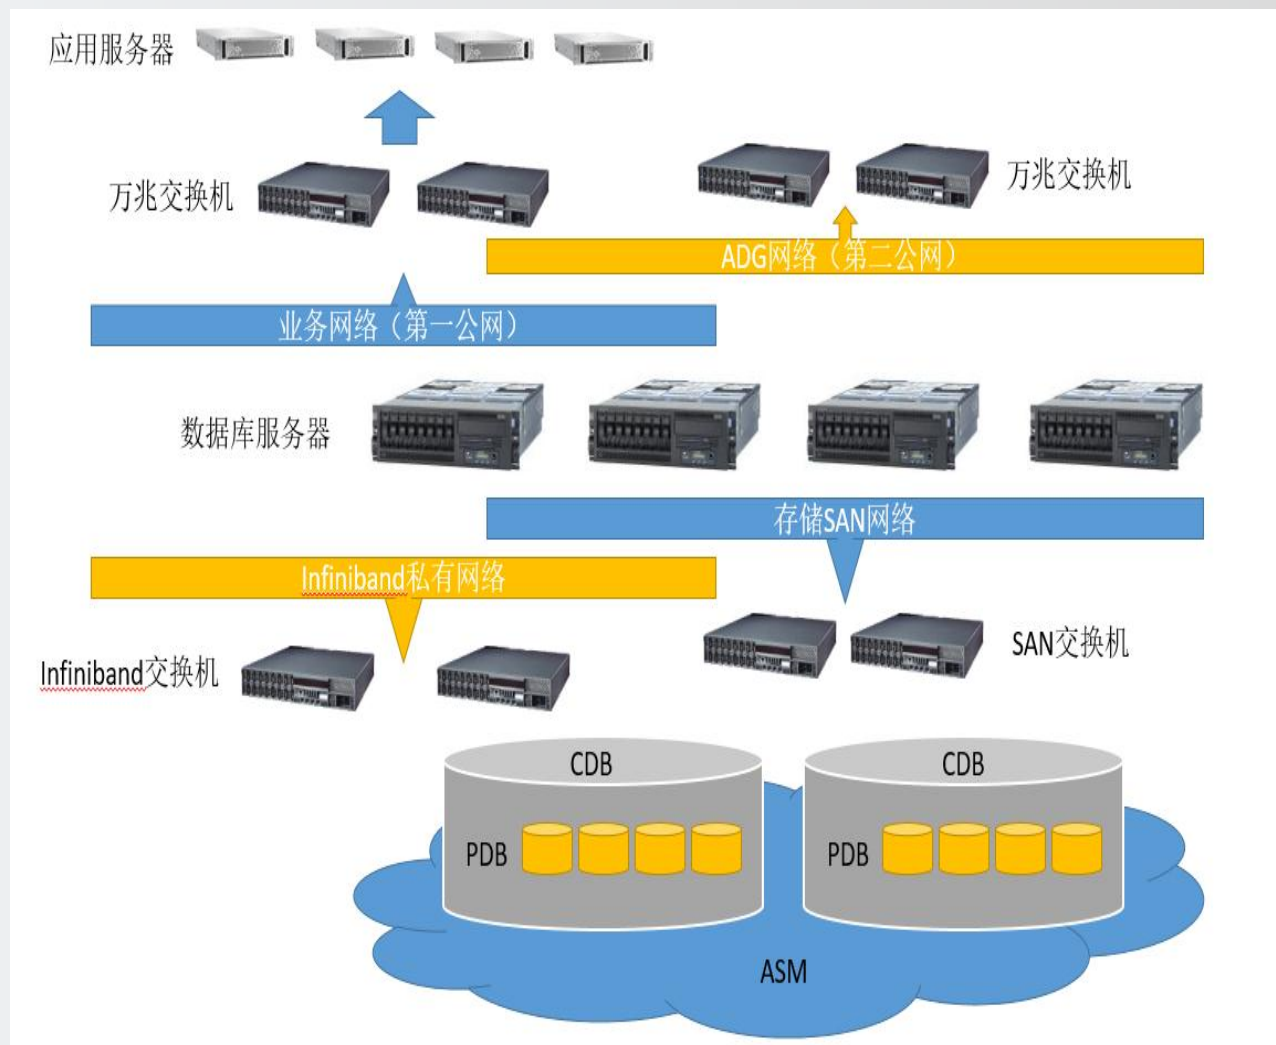 应用服务器
万兆交换机
万兆交换机
ADG网络（第二公网）
业务网络（第一公网）
数据库服务器
存储SAN网络
Infiniband私有网络
SAN交换机
Infiniband交换机
CDB
CDB
PDB
PDB
ASM